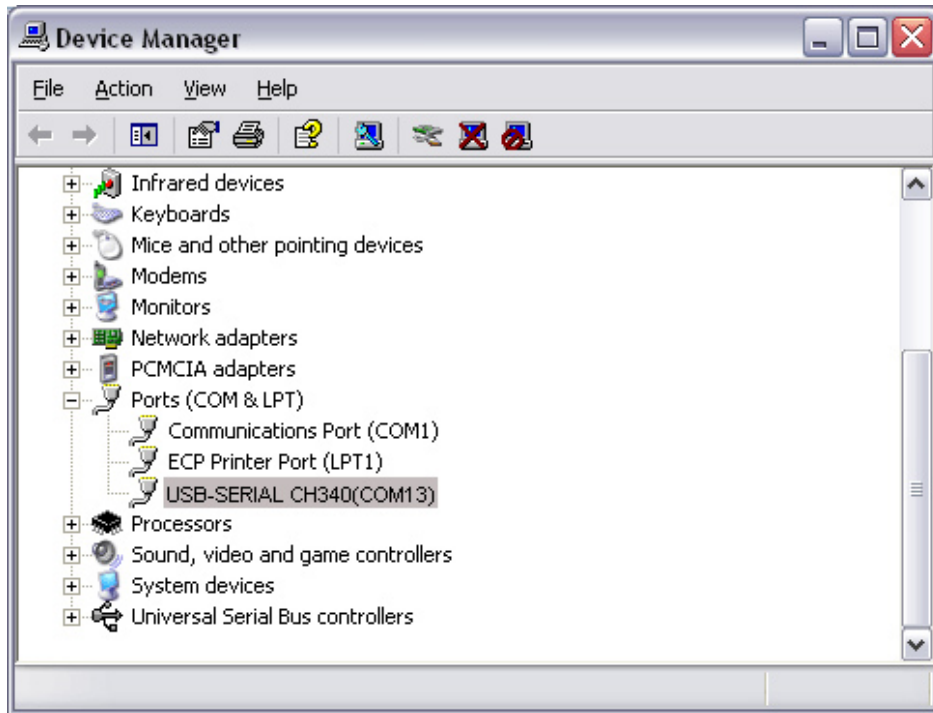 Device Manager
File Action View Help
Infrared devices
Keyboards
Mice and other pointing devices
Modems
Monitors
Network adapters
PCMCIA adapters
Ports (COM & LPT)
Communications Port (COM1)
ECP Printer Port (LPT1)
USB-SERIAL CH340(COM13)
Processors
Sound, video and game controllers
System devices
Universal Serial Bus controllers